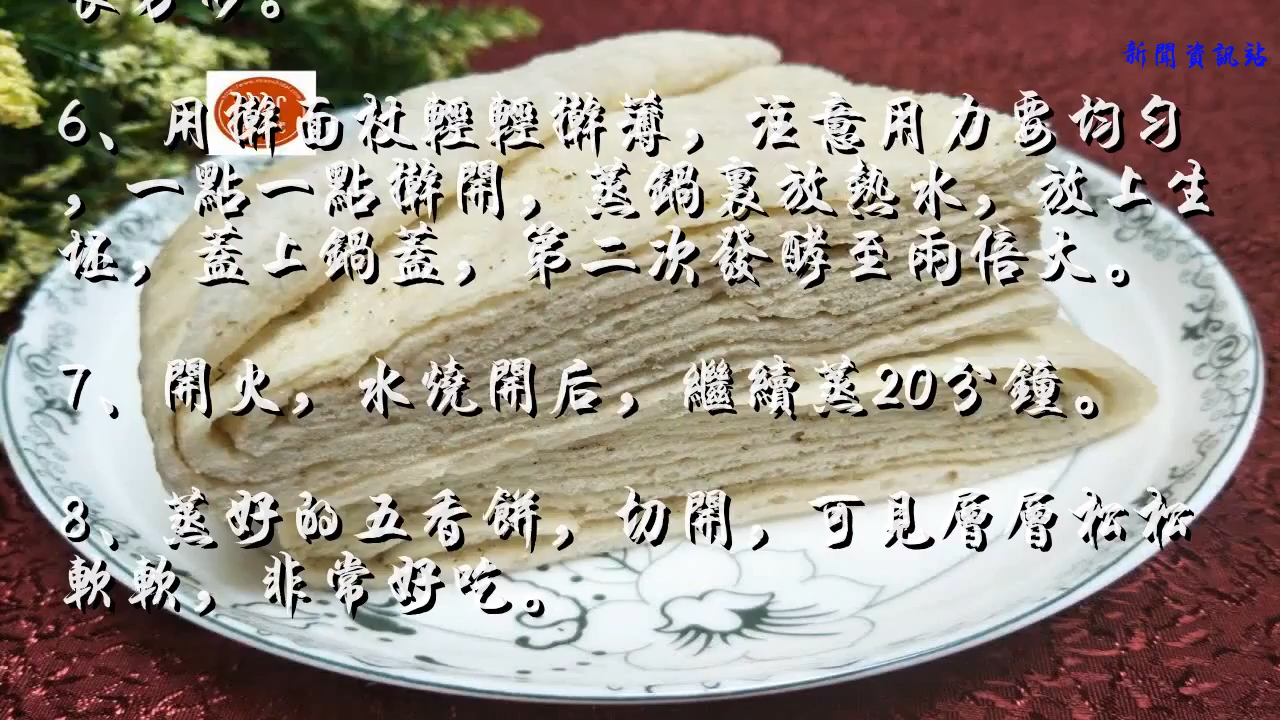 新聞資訊站
6、用擀面杖輕輕擀薄，注意用力要均勻
，一點一點擀開，蒸鍋裏放熱水，放上生
坯，蓋上鍋蓋，第二次發酵至兩倍大。
7、開火，水燒開后，繼續蒸20分鐘。
8、蒸好的五香餅，切開，可見層層松松
軟軟，非常好吃。